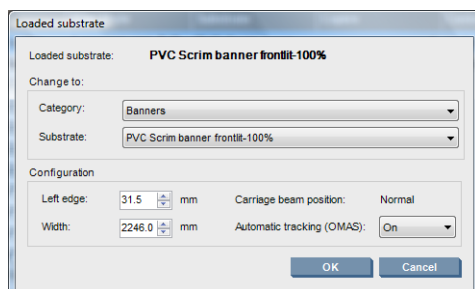 Loaded substrate
Loaded substrate: PVC Scrim banner frontlit-100%
Change to:
Category: Banners
Substrate: PVC Scrim banner frontlit-100%
Configuration
Left edge: 31.5 mm Carriage beam position: Normal
Width: 2246.0 mm Automatic tracking (OMAS): On
OK Cancel